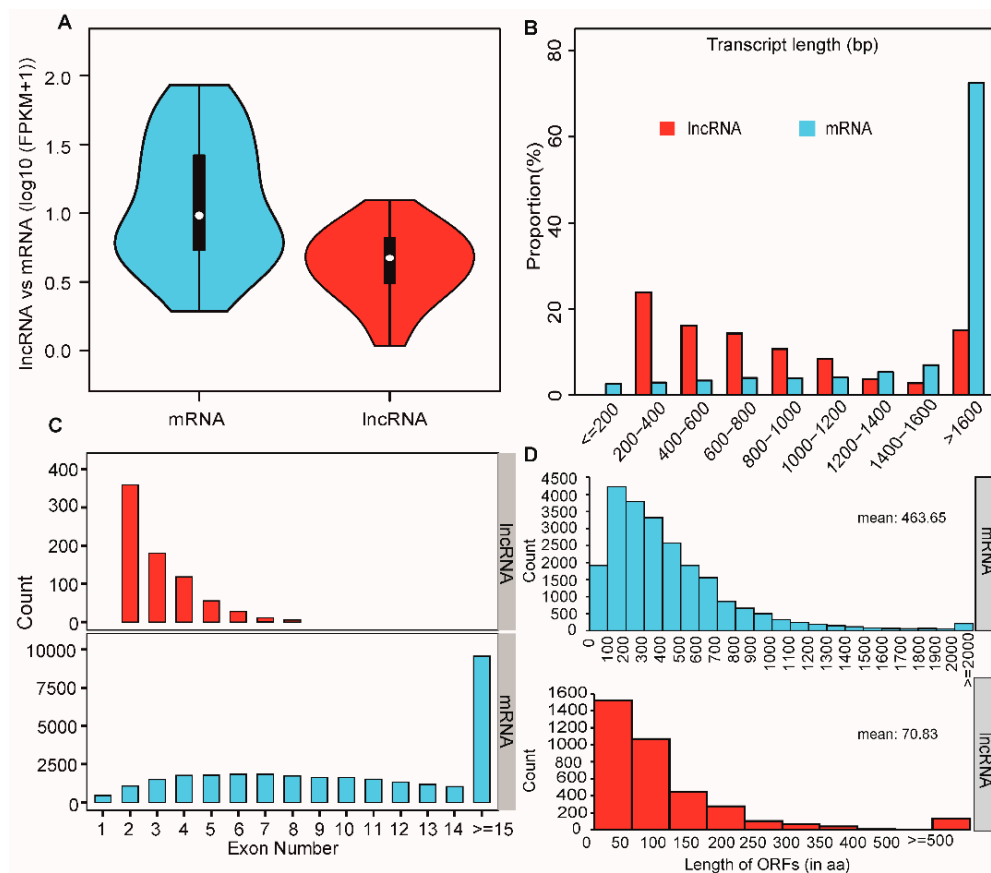 A
lncRNA vs mRNA (log10 (FPKM+1))
2.0
1.5
1.0
0.5
0.0
mRNA
lncRNA
B
Transcript length (bp)
lncRNA
mRNA
Proportion(%)
80
60
40
20
0
<=200
200−400
400−600
600−800
800−1000
1000−1200
1200−1400
1400−1600
>1600
C
Count
400
300
200
100
0
lncRNA
10000
7500
5000
2500
0
mRNA
1 2 3 4 5 6 7 8 9 10 11 12 13 14 >=15
Exon Number
D
Count
4500
4000
3500
3000
2500
2000
1500
1000
500
0
mean: 463.65
mRNA
0 100 200 300 400 500 600 700 800 900 1000 1100 1200 1300 1400 1500 1600 1700 1800 1900 2000 >=2000
Count
1600
1400
1200
1000
800
600
400
200
0
mean: 70.83
lncRNA
0 50 100 150 200 250 300 350 400 500 >=500
Length of ORFs (in aa)